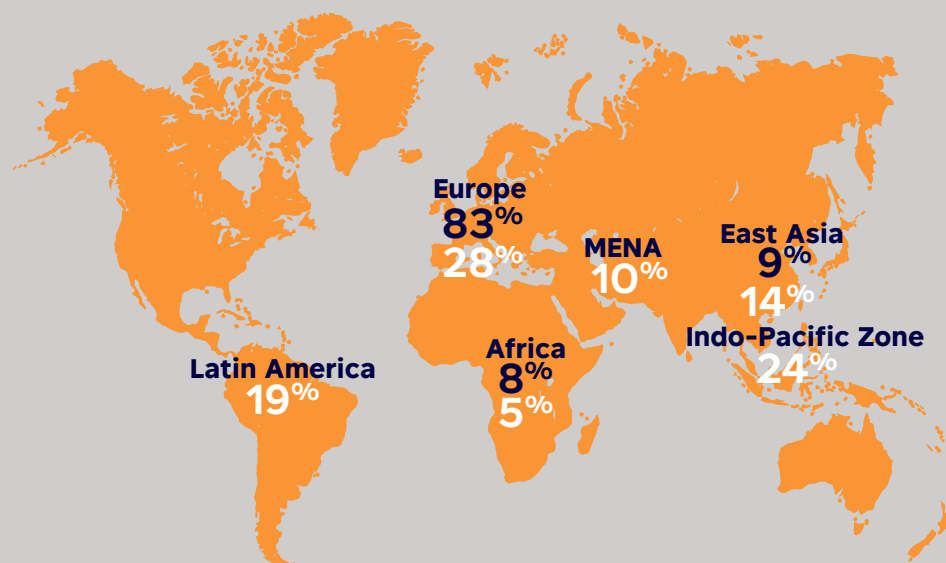 Europe
83%
28%
MENA
10%
East Asia
9%
14%
Indo-Pacific Zone
24%
Africa
8%
5%
Latin America
19%